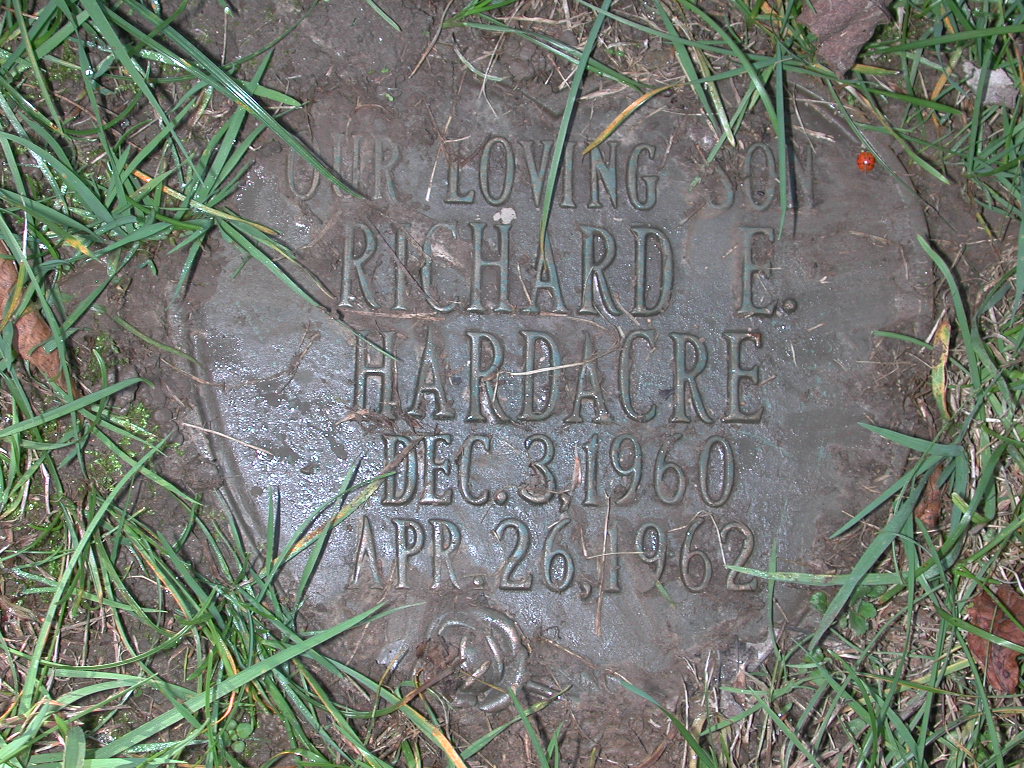 OUR LOVING SON
RICHARD E.
HARDACRE
DEC. 3, 1960
APR. 26, 1962